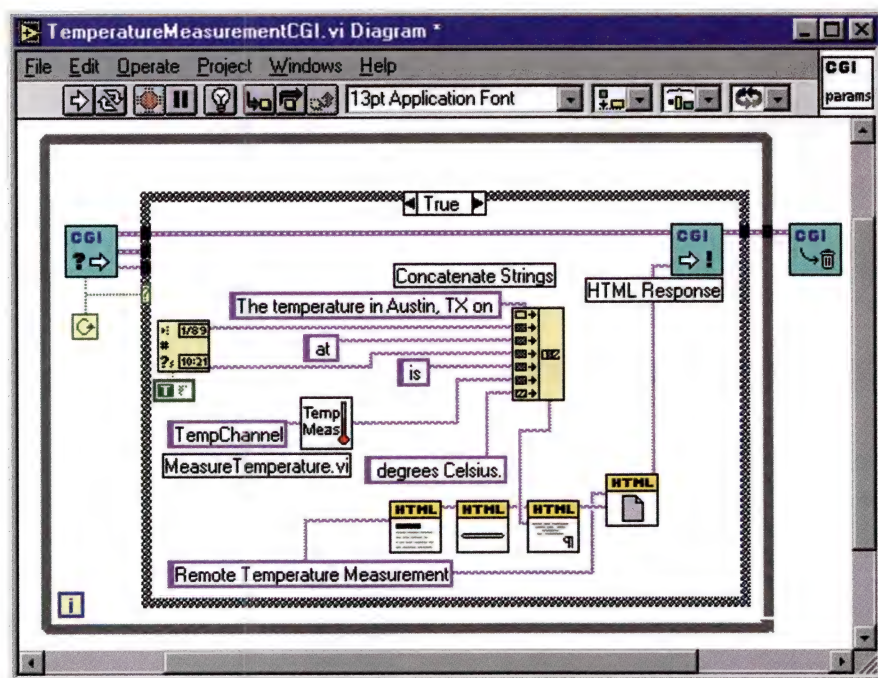 TemperatureMeasurementCGI.vi Diagram *
File Edit Operate Project Windows Help
CGI
params
13pt Application Font
True
CGI
?
CGI
!
CGI
Concatenate Strings
HTML Response
The temperature in Austin, TX on
?
1/89
#
?s 10:21
at
is
T
Temp
Meas
TempChannel
MeasureTemperature.vi
degrees Celsius.
HTML
HTML
HTML
¶
HTML
Remote Temperature Measurement
i